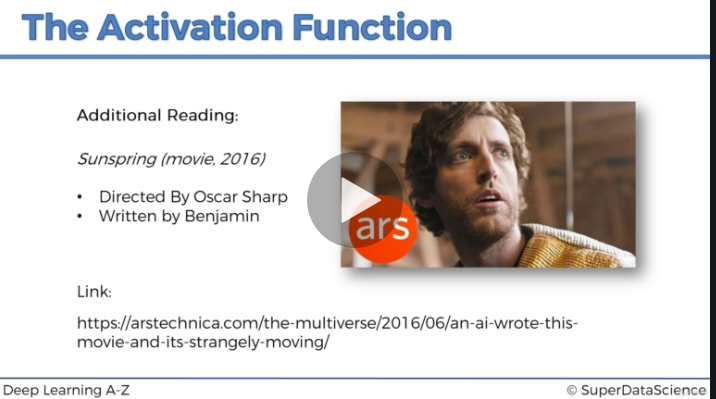 The Activation Function
Additional Reading:
Sunspring (movie, 2016)
• Directed By Oscar Sharp
• Written by Benjamin
ars
Link:
https://arstechnica.com/the-multiverse/2016/06/an-ai-wrote-this-
movie-and-its-strangely-moving/
Deep Learning A-Z
© SuperDataScience